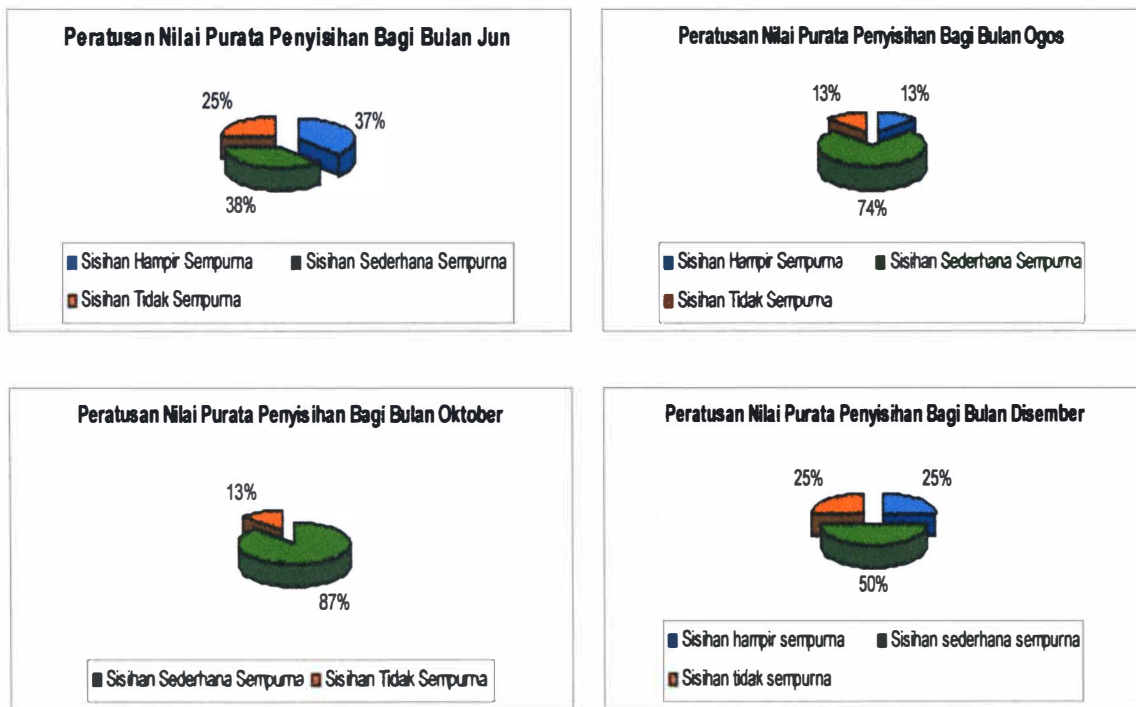 Peratusan Nilai Purata Penyisihan Bagi Bulan Jun
25%
37%
38%
Sisihan Hampir Sempurna
Sisihan Sederhana Sempurna
Sisihan Tidak Sempurna
Peratusan Nilai Purata Penyisihan Bagi Bulan Ogos
13%
13%
74%
Sisihan Hampir Sempurna
Sisihan Sederhana Sempurna
Sisihan Tidak Sempurna
Peratusan Nilai Purata Penyisihan Bagi Bulan Oktober
13%
87%
Sisihan Sederhana Sempurna
Sisihan Tidak Sempurna
Peratusan Nilai Purata Penyisihan Bagi Bulan Disember
25%
25%
50%
Sisihan hampir sempurna
Sisihan sederhana sempurna
Sisihan tidak sempurna